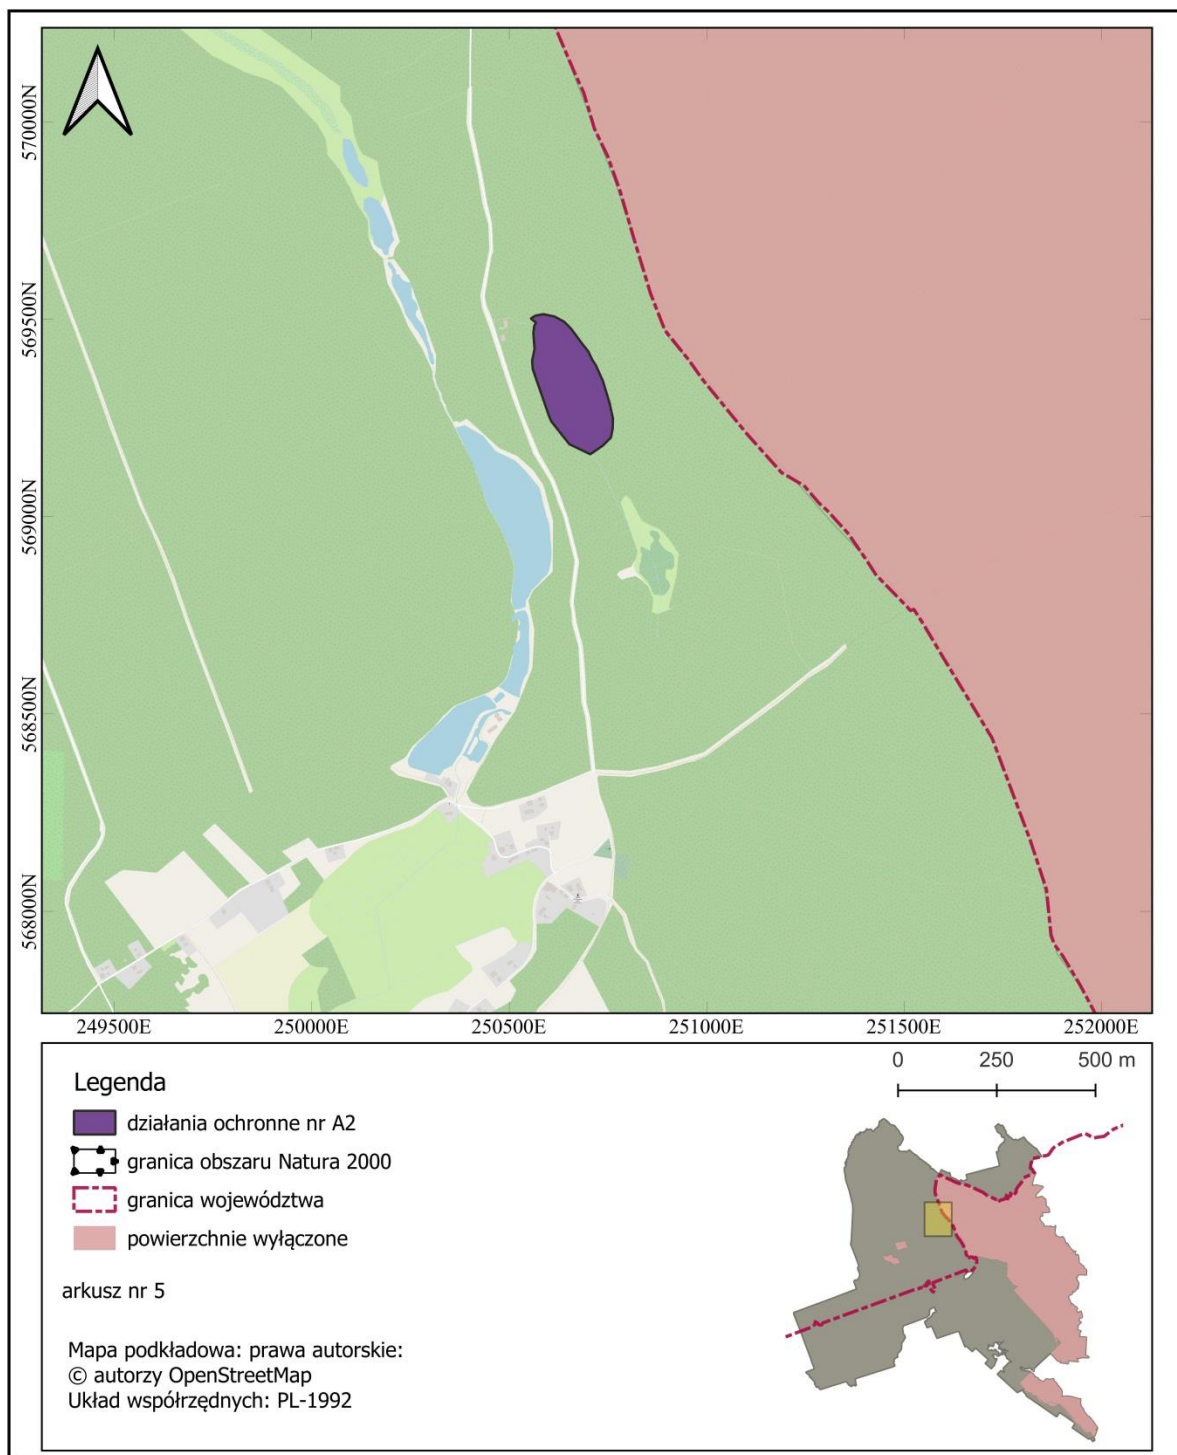 570000N
569500N
569000N
568500N
568000N
249500E
250000E
250500E
251000E
251500E
252000E
0 250 500 m
Legenda
działania ochronne nr A2
granica obszaru Natura 2000
granica województwa
powierzchnie wyłączone
arkusz nr 5
Mapa podkładowa: prawa autorskie:
© autorzy OpenStreetMap
Układ współrzędnych: PL-1992